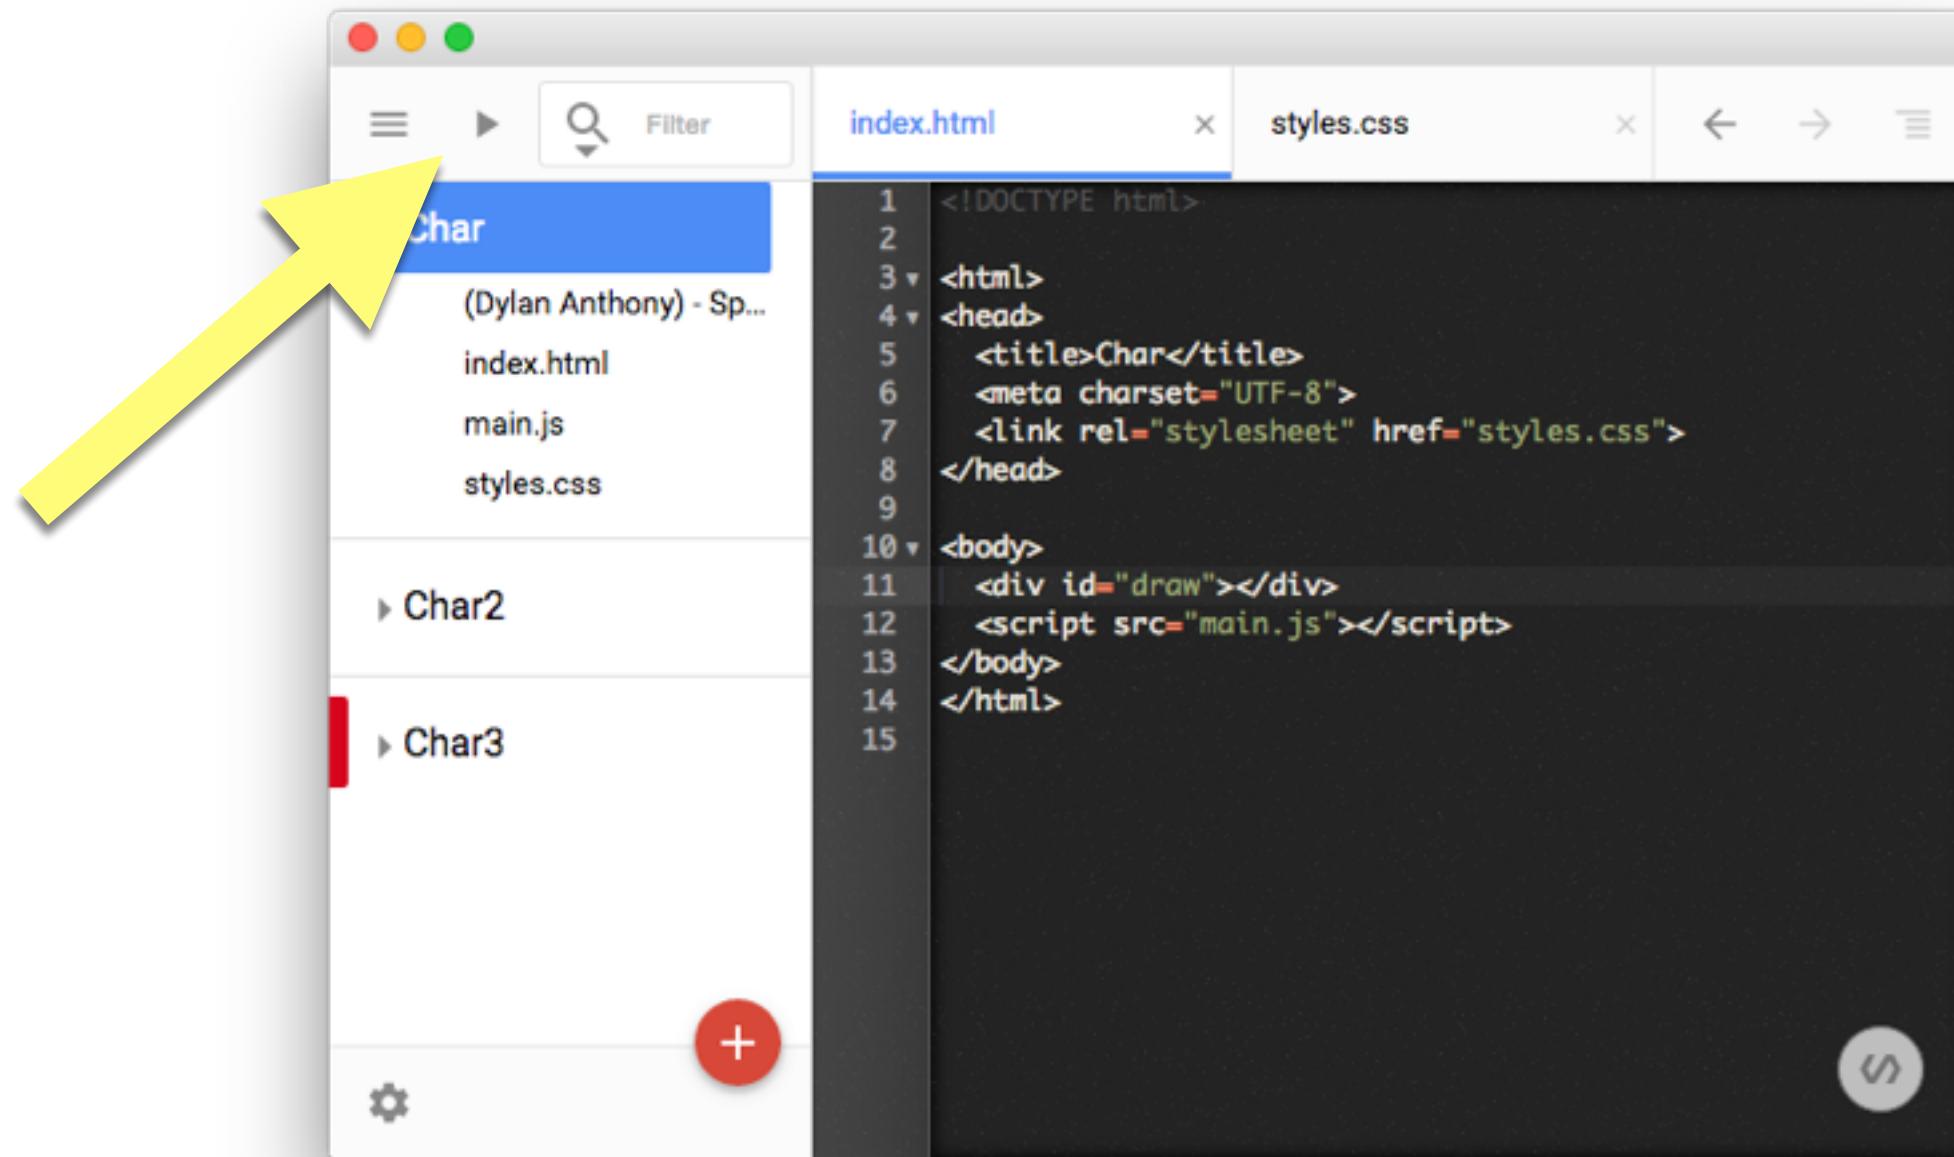 Filter
index.html
styles.css
Char
(Dylan Anthony) - Sp...
index.html
main.js
styles.css
Char2
Char3
1 <!DOCTYPE html>
2
3 <html>
4 <head>
5 <title>Char</title>
6 <meta charset="UTF-8">
7 <link rel="stylesheet" href="styles.css">
8 </head>
9
10 <body>
11 <div id="draw"></div>
12 <script src="main.js"></script>
13 </body>
14 </html>
15